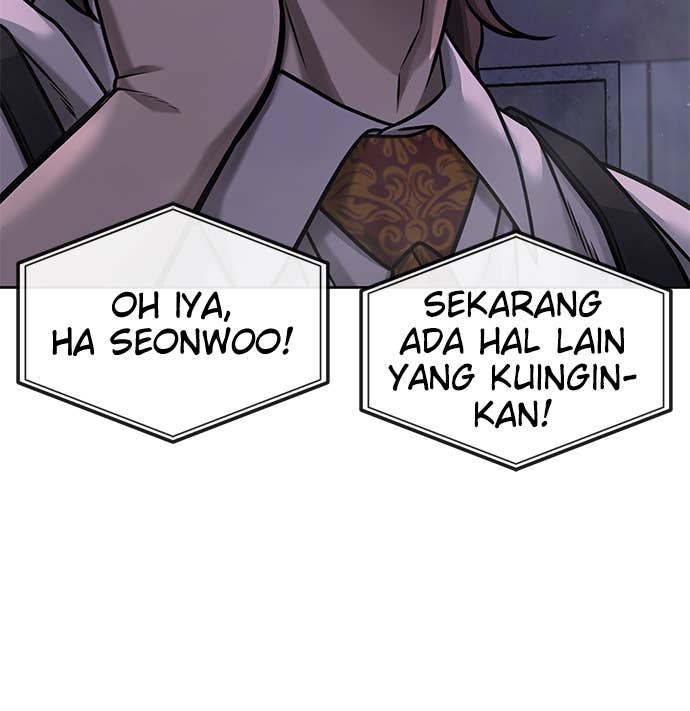 OH IYA,
HA SEONWOO!
SEKARANG
ADA HAL LAIN
YANG KUINGIN-
KAN!